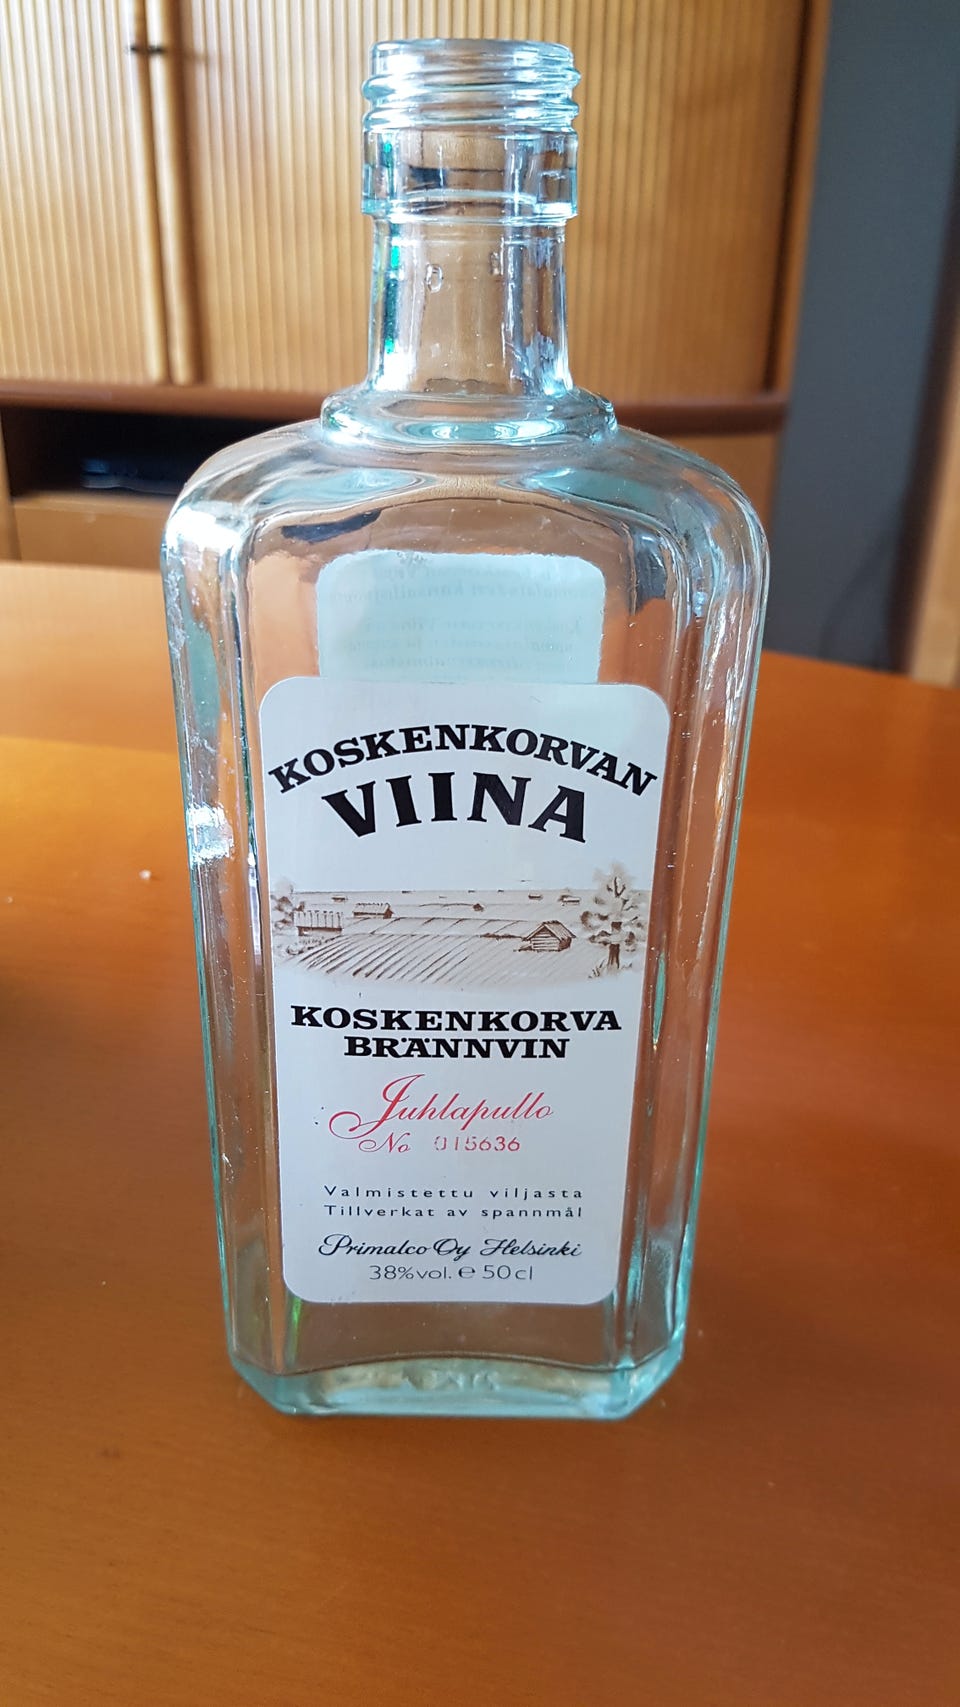 KOSKENKORVAN
VIINA
KOSKENKORVA
BRÄNNVIN
Juhlapullo
No 015636
Valmistettu viljasta
Tillverkat av spannmål
Primalco Oy Helsinki
38%vol. e 50cl